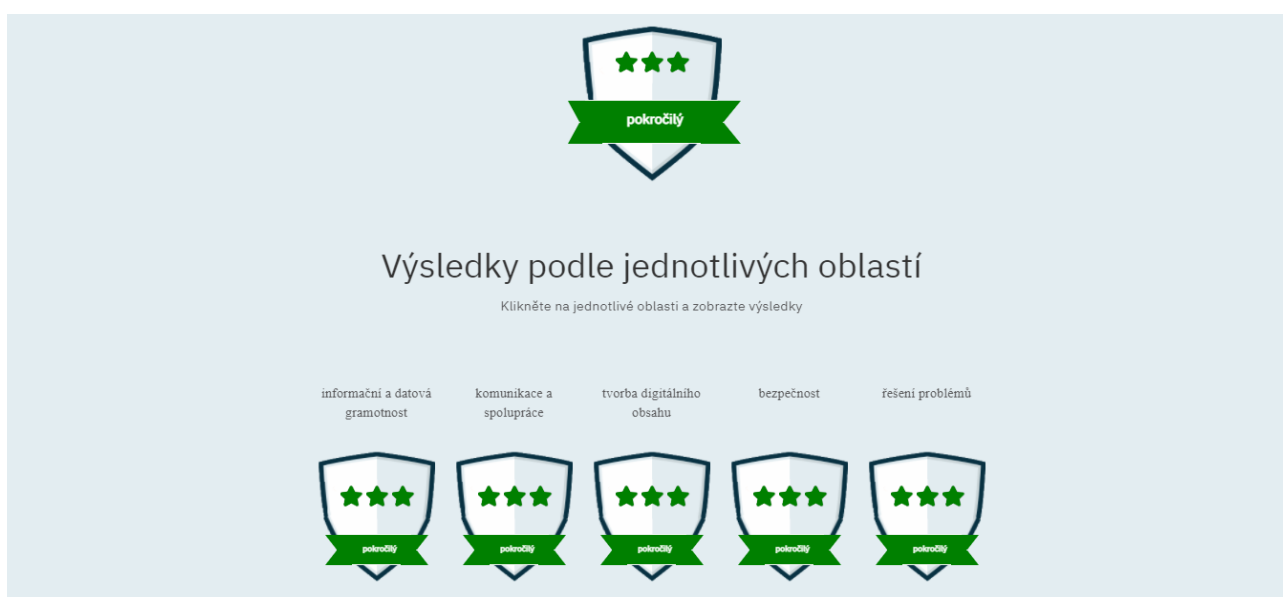 pokročilý
Výsledky podle jednotlivých oblastí
Klikněte na jednotlivé oblasti a zobrazte výsledky
informační a datová
gramotnost
komunikace a
spolupráce
tvorba digitálního
obsahu
bezpečnost
řešení problémů
pokročilý
pokročilý
pokročilý
pokročilý
pokročilý